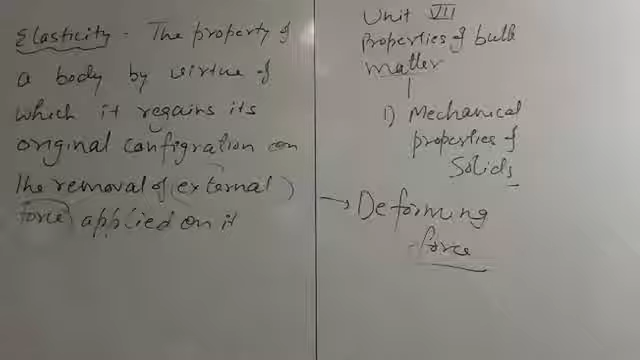 Elasticity - The property of
a body by virtue of
which it regains its
original configration on
the removal of (external)
force applied on it
Unit VII
Properties of bulk
matter
1) Mechanical
properties of
Solids
→ Deforming
force